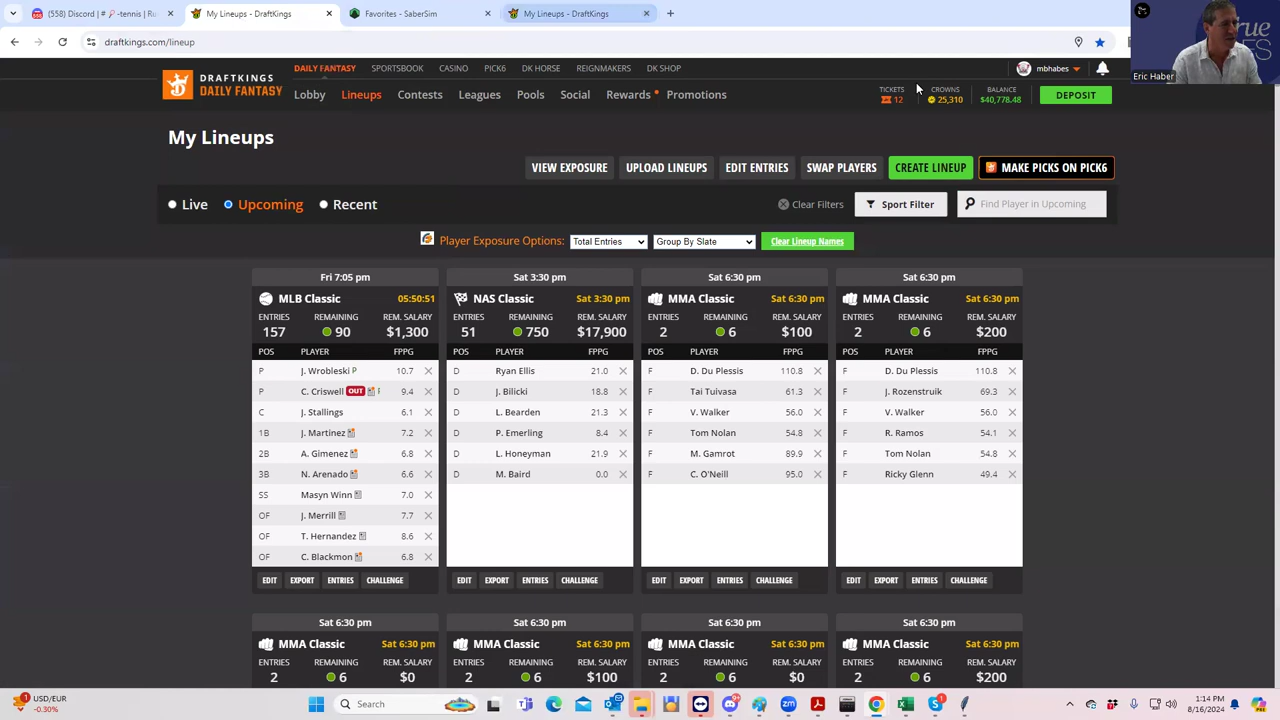 (558) Discord | # 🎾-tennis | Ru
My Lineups - DraftKings
Favorites - SaberSim
My Lineups - DraftKings
draftkings.com/lineup
Eric Haber
DAILY FANTASY SPORTSBOOK CASINO PICK6 DK HORSE REIGNMAKERS DK SHOP
mbhabes
DRAFTKINGS
DAILY FANTASY
Lobby Lineups Contests Leagues Pools Social Rewards Promotions
TICKETS CROWNS BALANCE
12 25,310 $40,778.48
DEPOSIT
My Lineups
VIEW EXPOSURE UPLOAD LINEUPS EDIT ENTRIES SWAP PLAYERS CREATE LINEUP MAKE PICKS ON PICK6
Live Upcoming Recent
Clear Filters Sport Filter Find Player in Upcoming
Player Exposure Options: Total Entries Group By Slate Clear Lineup Names
Fri 7:05 pm
MLB Classic 05:50:51
ENTRIES REMAINING REM. SALARY
157 90 $1,300
POS PLAYER FPPG
P J. Wrobleski P 10.7
P C. Criswell OUT 9.4
C J. Stallings 6.1
1B J. Martinez 7.2
2B A. Gimenez 6.8
3B N. Arenado 6.6
SS Masyn Winn 7.0
OF J. Merrill 7.7
OF T. Hernandez 8.6
OF C. Blackmon 6.8
EDIT EXPORT ENTRIES CHALLENGE
Sat 3:30 pm
NAS Classic Sat 3:30 pm
ENTRIES REMAINING REM. SALARY
51 750 $17,900
POS PLAYER FPPG
D Ryan Ellis 21.0
D J. Bilicki 18.8
D L. Bearden 21.3
D P. Emerling 8.4
D L. Honeyman 21.9
D M. Baird 0.0
EDIT EXPORT ENTRIES CHALLENGE
Sat 6:30 pm
MMA Classic Sat 6:30 pm
ENTRIES REMAINING REM. SALARY
2 6 $100
POS PLAYER FPPG
F D. Du Plessis 110.8
F Tai Tuivasa 61.3
F V. Walker 56.0
F Tom Nolan 54.8
F M. Gamrot 89.9
F C. O'Neill 95.0
EDIT EXPORT ENTRIES CHALLENGE
Sat 6:30 pm
MMA Classic Sat 6:30 pm
ENTRIES REMAINING REM. SALARY
2 6 $200
POS PLAYER FPPG
F D. Du Plessis 110.8
F J. Rozenstruik 69.3
F V. Walker 56.0
F R. Ramos 54.1
F Tom Nolan 54.8
F Ricky Glenn 49.4
EDIT EXPORT ENTRIES CHALLENGE
Sat 6:30 pm
MMA Classic Sat 6:30 pm
ENTRIES REMAINING REM. SALARY
2 6 $0
Sat 6:30 pm
MMA Classic Sat 6:30 pm
ENTRIES REMAINING REM. SALARY
2 6 $100
Sat 6:30 pm
MMA Classic Sat 6:30 pm
ENTRIES REMAINING REM. SALARY
2 6 $0
Sat 6:30 pm
MMA Classic Sat 6:30 pm
ENTRIES REMAINING REM. SALARY
2 6 $200
USD/EUR
-0.30%
Search
1:14 PM
8/16/2024